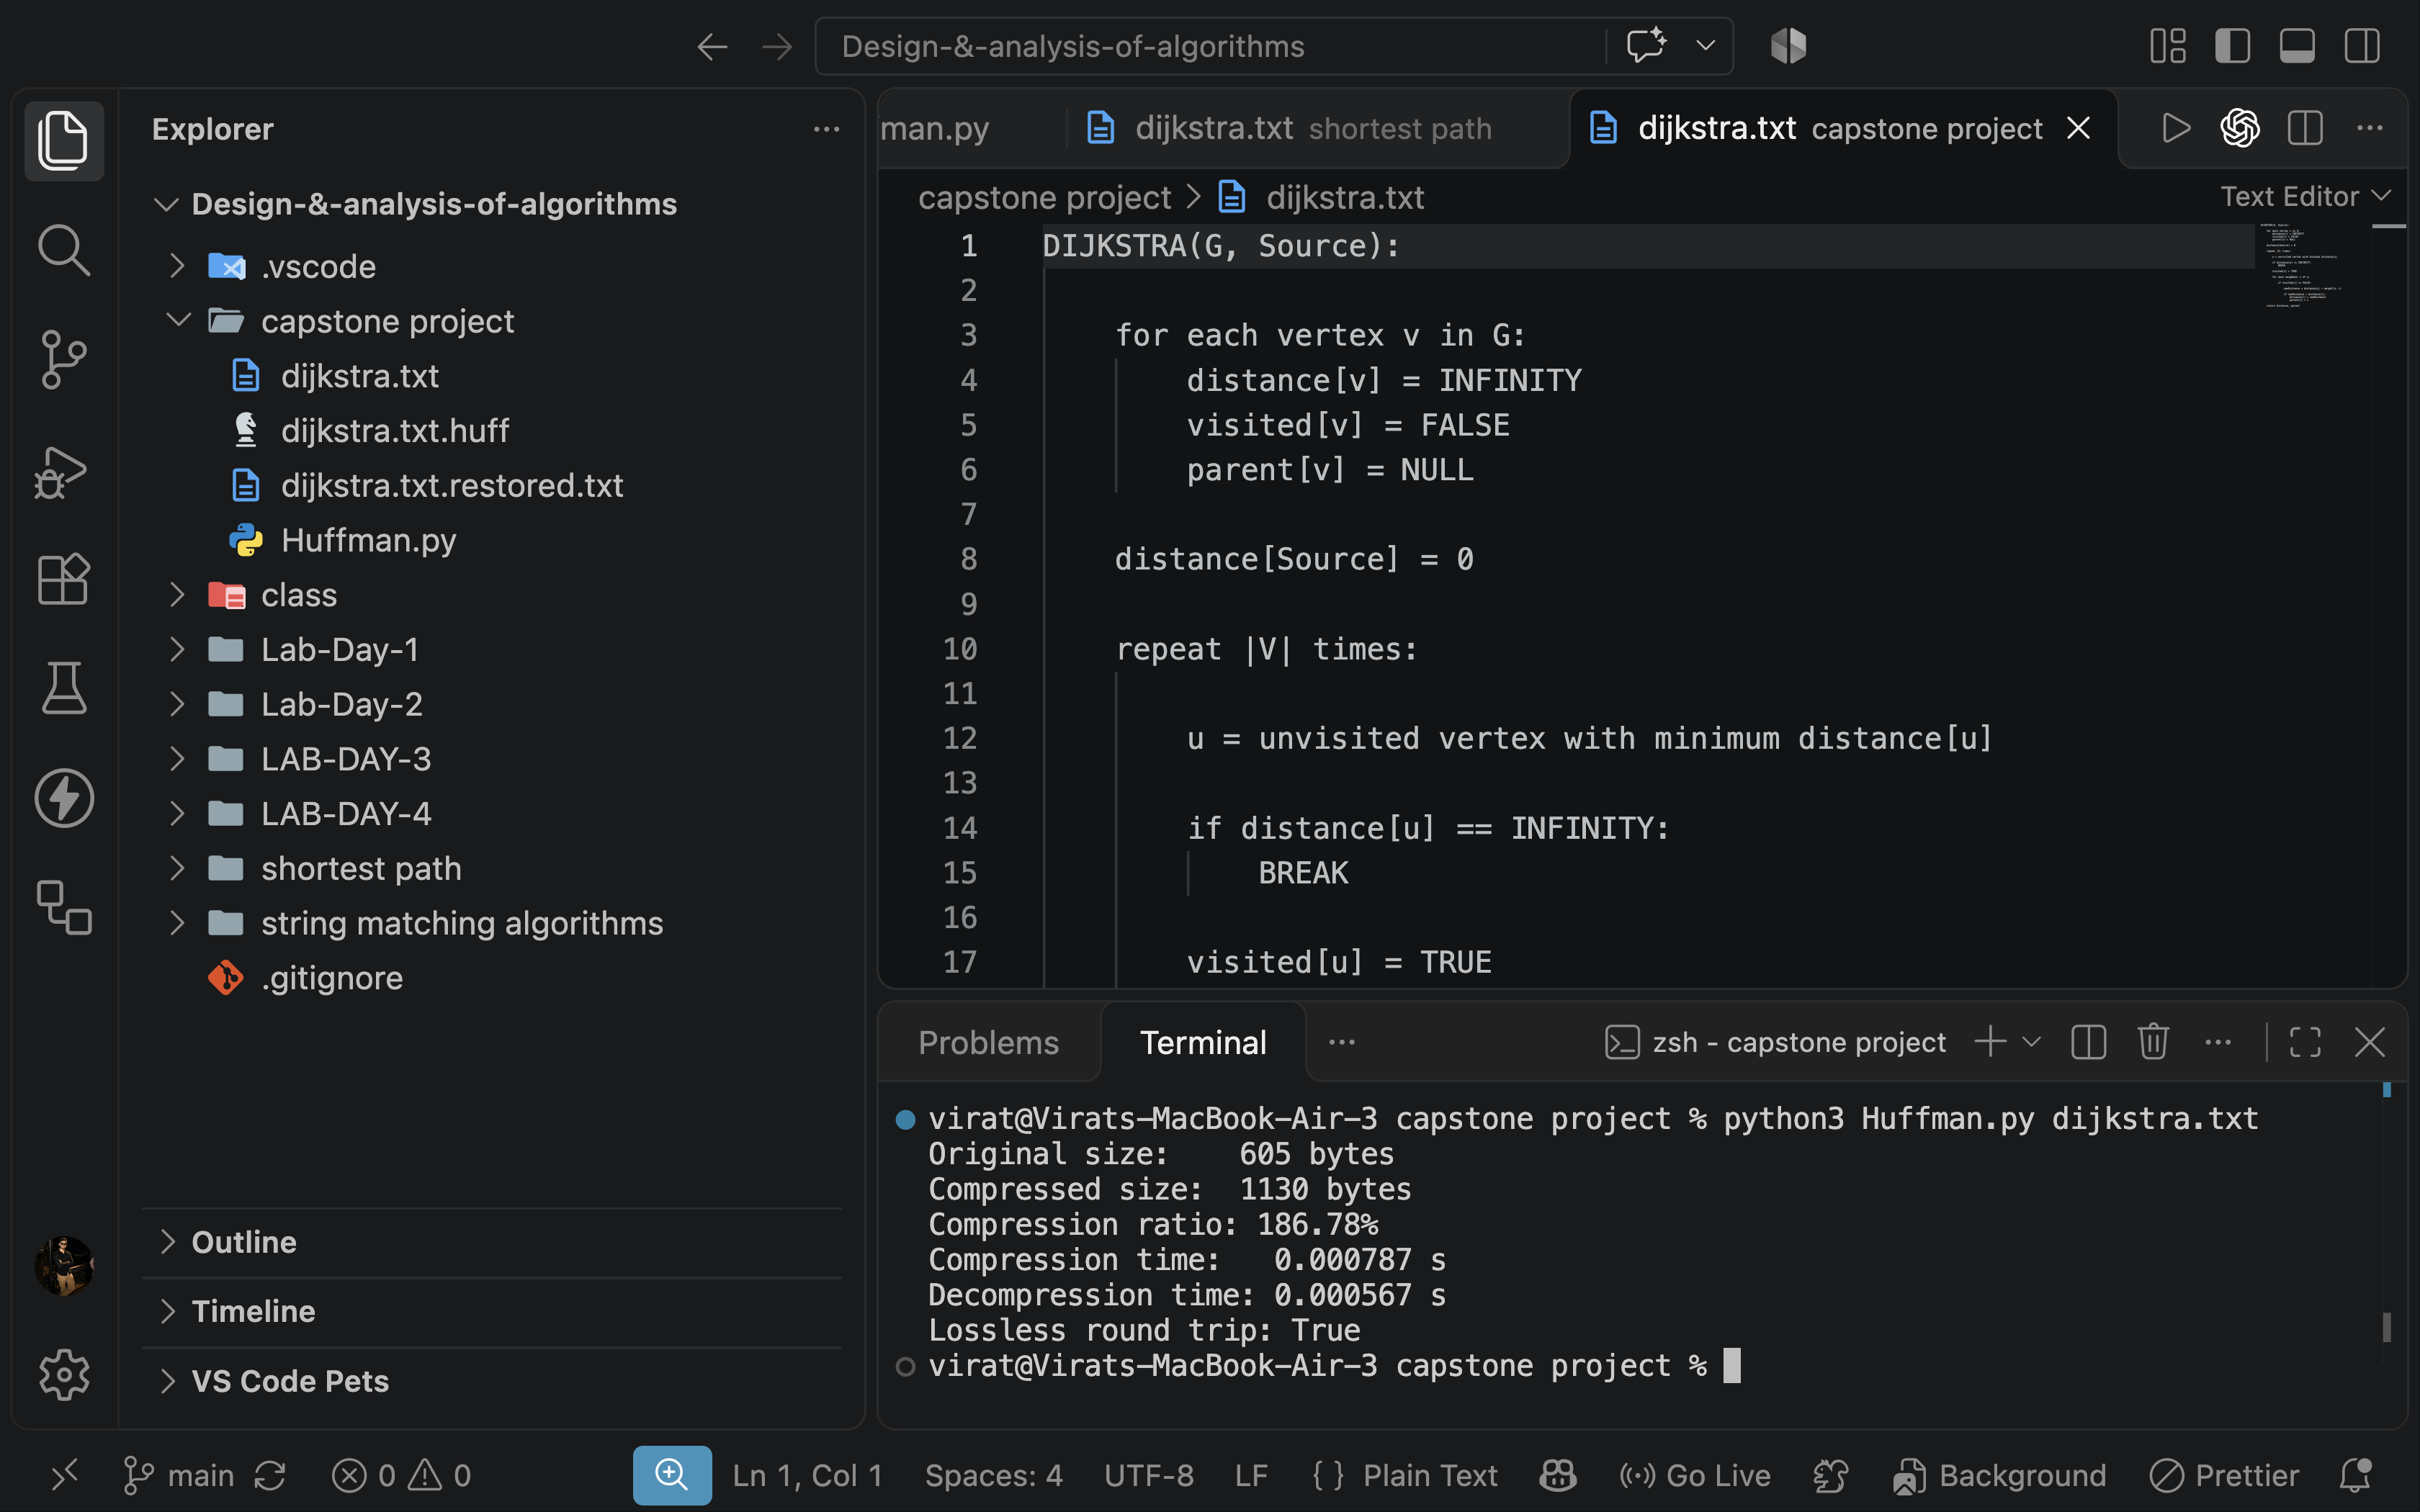 Design-&-analysis-of-algorithms
Explorer
Design-&-analysis-of-algorithms
.vscode
capstone project
dijkstra.txt
dijkstra.txt.huff
dijkstra.txt.restored.txt
Huffman.py
class
Lab-Day-1
Lab-Day-2
LAB-DAY-3
LAB-DAY-4
shortest path
string matching algorithms
.gitignore
Outline
Timeline
VS Code Pets
man.py
dijkstra.txt shortest path
dijkstra.txt capstone project
capstone project > dijkstra.txt
Text Editor
1 DIJKSTRA(G, Source):
2
3     for each vertex v in G:
4         distance[v] = INFINITY
5         visited[v] = FALSE
6         parent[v] = NULL
7
8     distance[Source] = 0
9
10     repeat |V| times:
11
12         u = unvisited vertex with minimum distance[u]
13
14         if distance[u] == INFINITY:
15             BREAK
16
17         visited[u] = TRUE
Problems
Terminal
zsh - capstone project
virat@Virats-MacBook-Air-3 capstone project % python3 Huffman.py dijkstra.txt
Original size:    605 bytes
Compressed size:  1130 bytes
Compression ratio: 186.78%
Compression time:   0.000787 s
Decompression time: 0.000567 s
Lossless round trip: True
virat@Virats-MacBook-Air-3 capstone project %
main
0
0
Ln 1, Col 1
Spaces: 4
UTF-8
LF
{ } Plain Text
Go Live
Background
Prettier